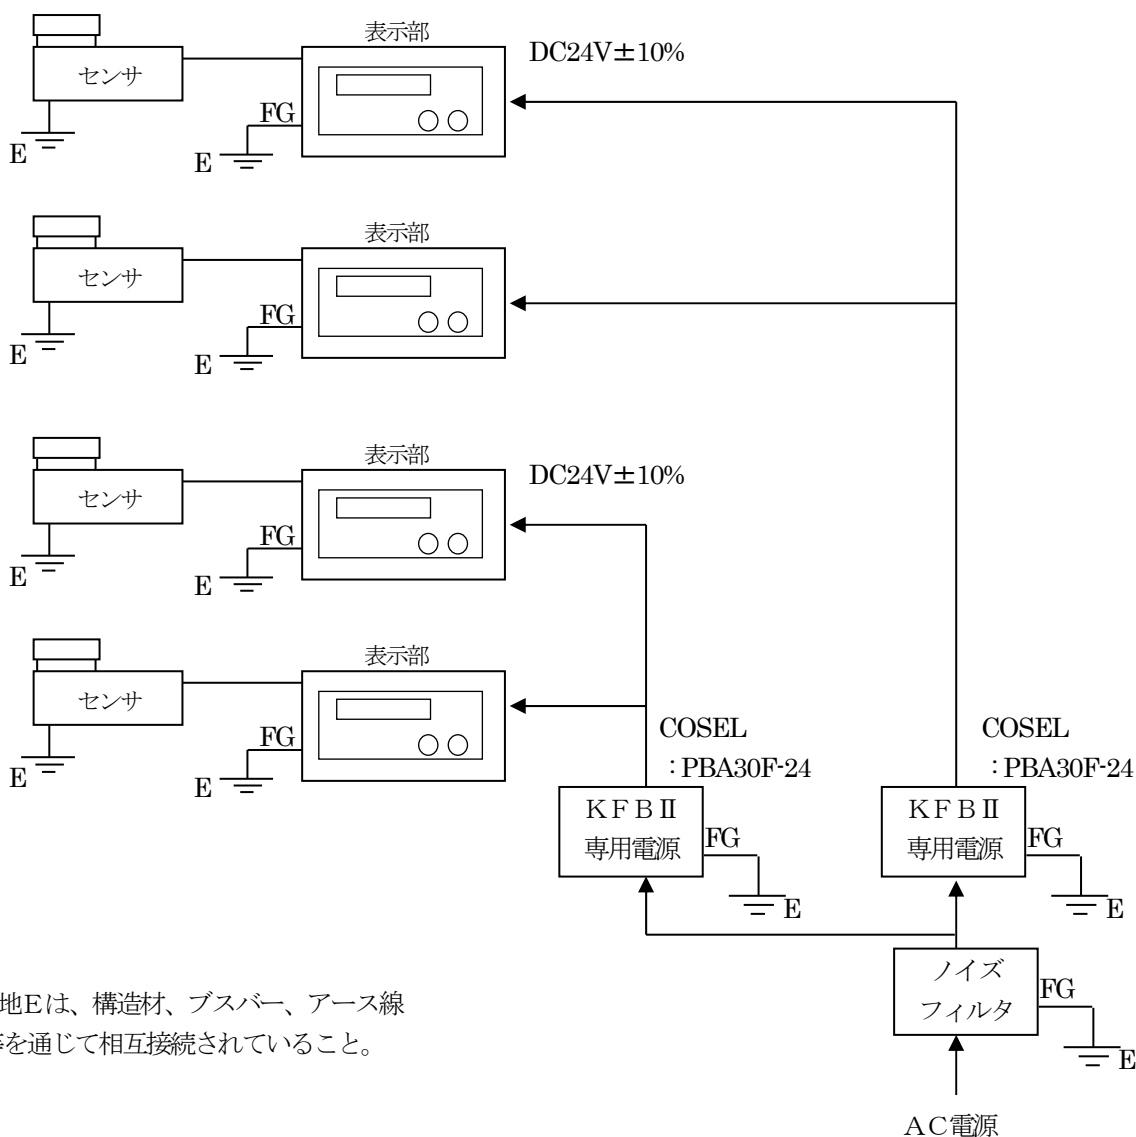 表示部
DC24V±10%
センサ
FG
E
E
表示部
センサ
FG
E
E
表示部
DC24V±10%
センサ
FG
E
E
表示部
センサ
FG
E
E
COSEL
：PBA30F-24
COSEL
：PBA30F-24
ＫＦＢⅡ
専用電源
FG
E
ＫＦＢⅡ
専用電源
FG
E
ノイズ
フィルタ
FG
E
地Ｅは、構造材、ブスバー、アース線
を通じて相互接続されていること。
ＡＣ電源